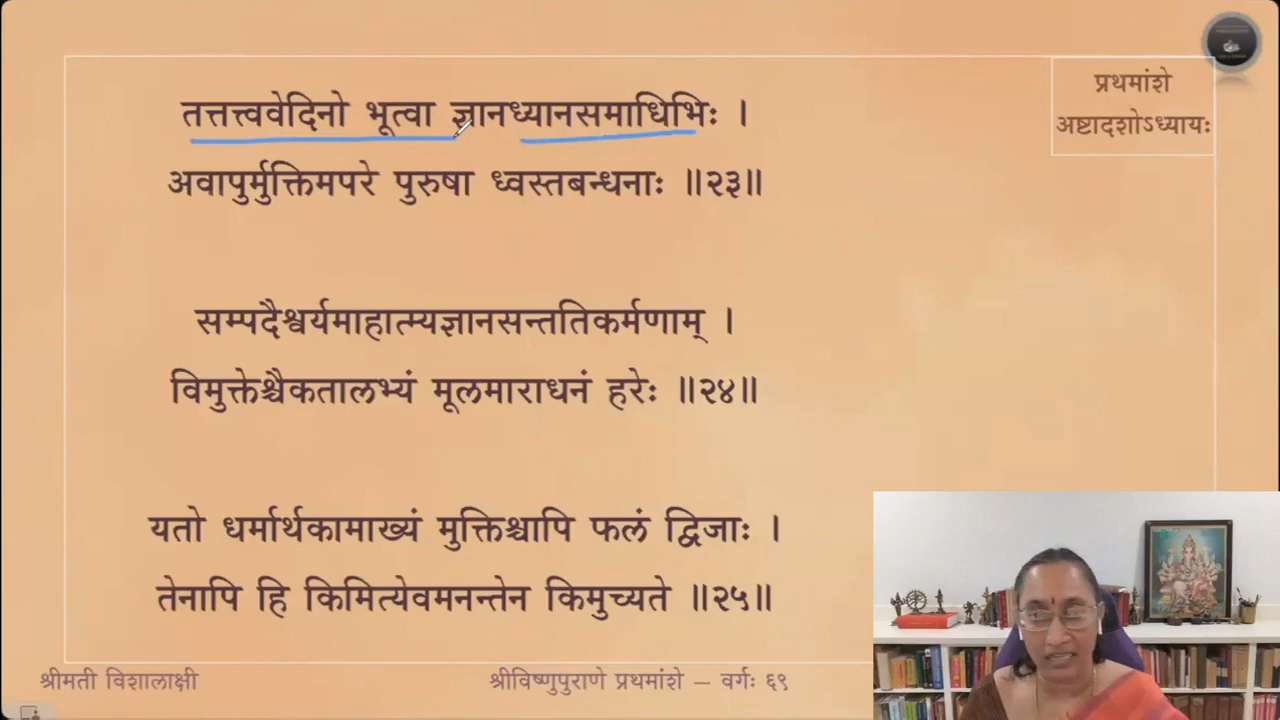 प्रथमांशे
अष्टादशोऽध्यायः
तत्तत्त्ववेदिनो भूत्वा ज्ञानध्यानसमाधिभिः ।
अवापुर्मुक्तिमपरे पुरुषा ध्वस्तबन्धनाः ॥२३॥
सम्पदैश्वर्यमाहात्म्यज्ञानसन्ततिकर्मणाम् ।
विमुक्तेश्चैकतालभ्यं मूलमाराधनं हरेः ॥२४॥
यतो धर्मार्थकामाख्यं मुक्तिश्चापि फलं द्विजाः ।
तेनापि हि किमित्येवमनन्तेन किमुच्यते ॥२५॥
श्रीमती विशालाक्षी
श्रीविष्णुपुराणे प्रथमांशे – वर्गः ६९